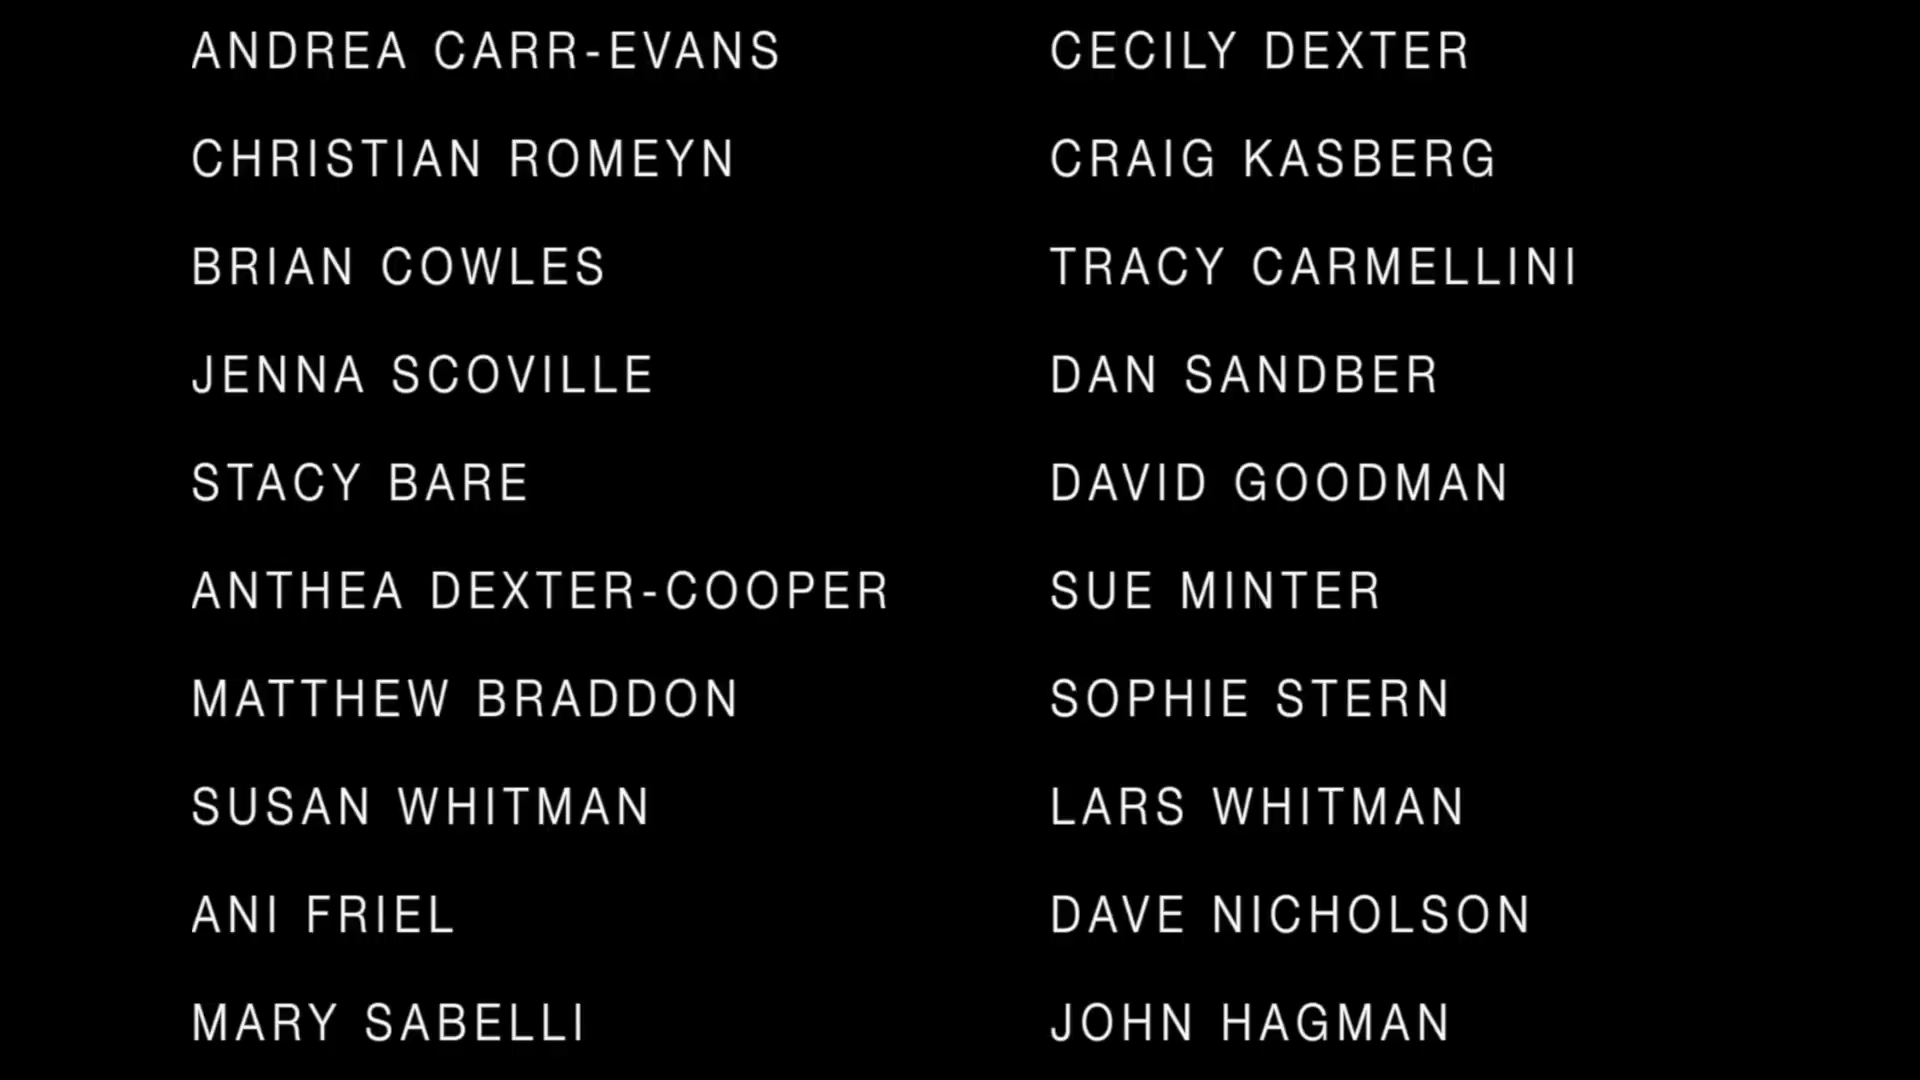 ANDREA CARR-EVANS
CECILY DEXTER
CHRISTIAN ROMEYN
CRAIG KASBERG
BRIAN COWLES
TRACY CARMELLINI
JENNA SCOVILLE
DAN SANDBER
STACY BARE
DAVID GOODMAN
ANTHEA DEXTER-COOPER
SUE MINTER
MATTHEW BRADDON
SOPHIE STERN
SUSAN WHITMAN
LARS WHITMAN
ANI FRIEL
DAVE NICHOLSON
MARY SABELLI
JOHN HAGMAN